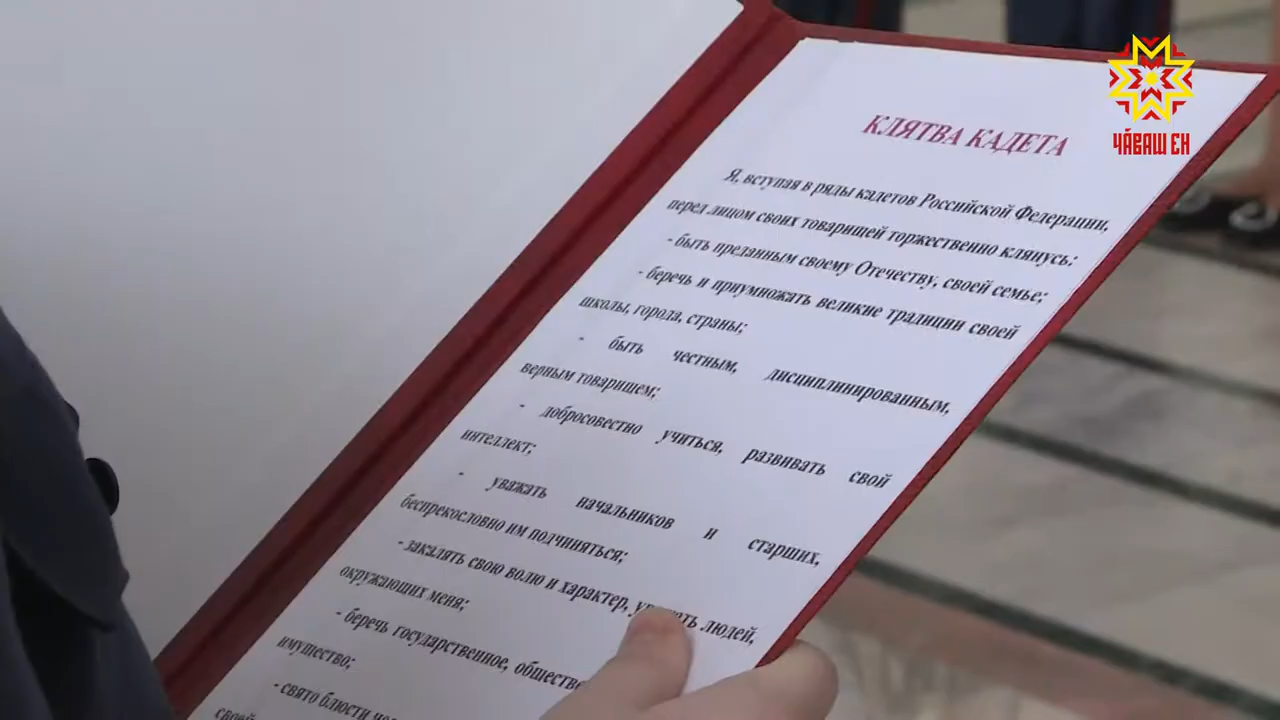 ЧӐВАШ ЕН
КЛЯТВА КАДЕТА
Я, вступая в ряды кадетов Российской Федерации,
перед лицом своих товарищей торжественно клянусь:
- быть преданным своему Отечеству, своей семье;
- беречь и приумножать великие традиции своей
школы, города, страны;
- быть честным, дисциплинированным,
верным товарищем;
- добросовестно учиться, развивать свой
интеллект;
- уважать начальников и старших,
беспрекословно им подчиняться;
- закалять свою волю и характер, людей,
окружающих меня;
- беречь государственное,
имущество;
- свято блюсти